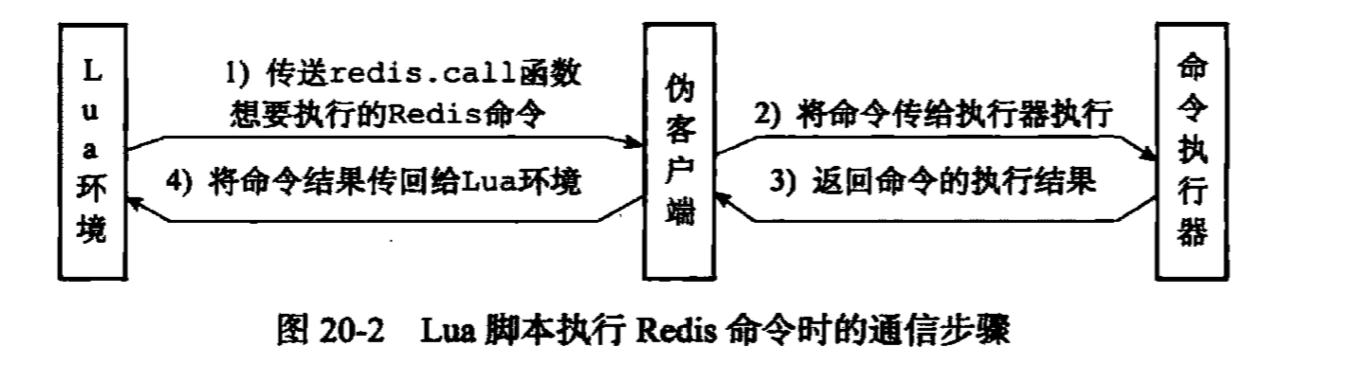 Lua环境
1) 传送redis.call函数
想要执行的Redis命令
4) 将命令结果传回给Lua环境
伪客户端
2) 将命令传给执行器执行
3) 返回命令的执行结果
命令执行器
图 20-2 Lua 脚本执行 Redis 命令时的通信步骤